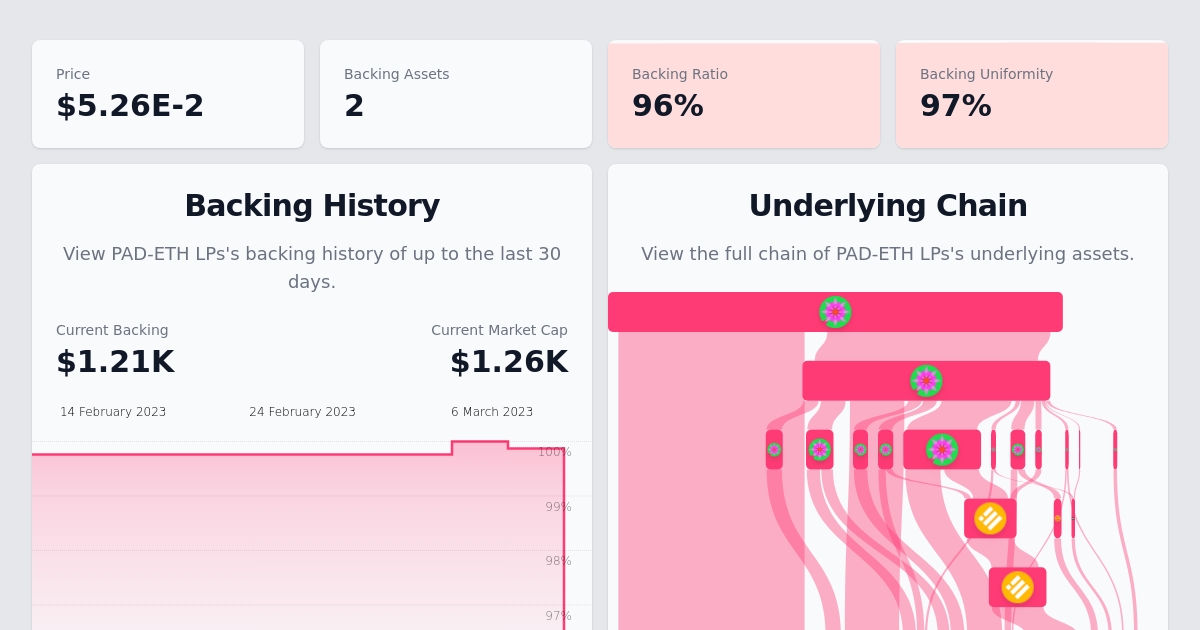 Price
$5.26E-2
Backing Assets
2
Backing Ratio
96%
Backing Uniformity
97%
Backing History
View PAD-ETH LPs's backing history of up to the last 30
days.
Current Backing
$1.21K
Current Market Cap
$1.26K
14 February 2023
24 February 2023
6 March 2023
100%
99%
98%
97%
Underlying Chain
View the full chain of PAD-ETH LPs's underlying assets.